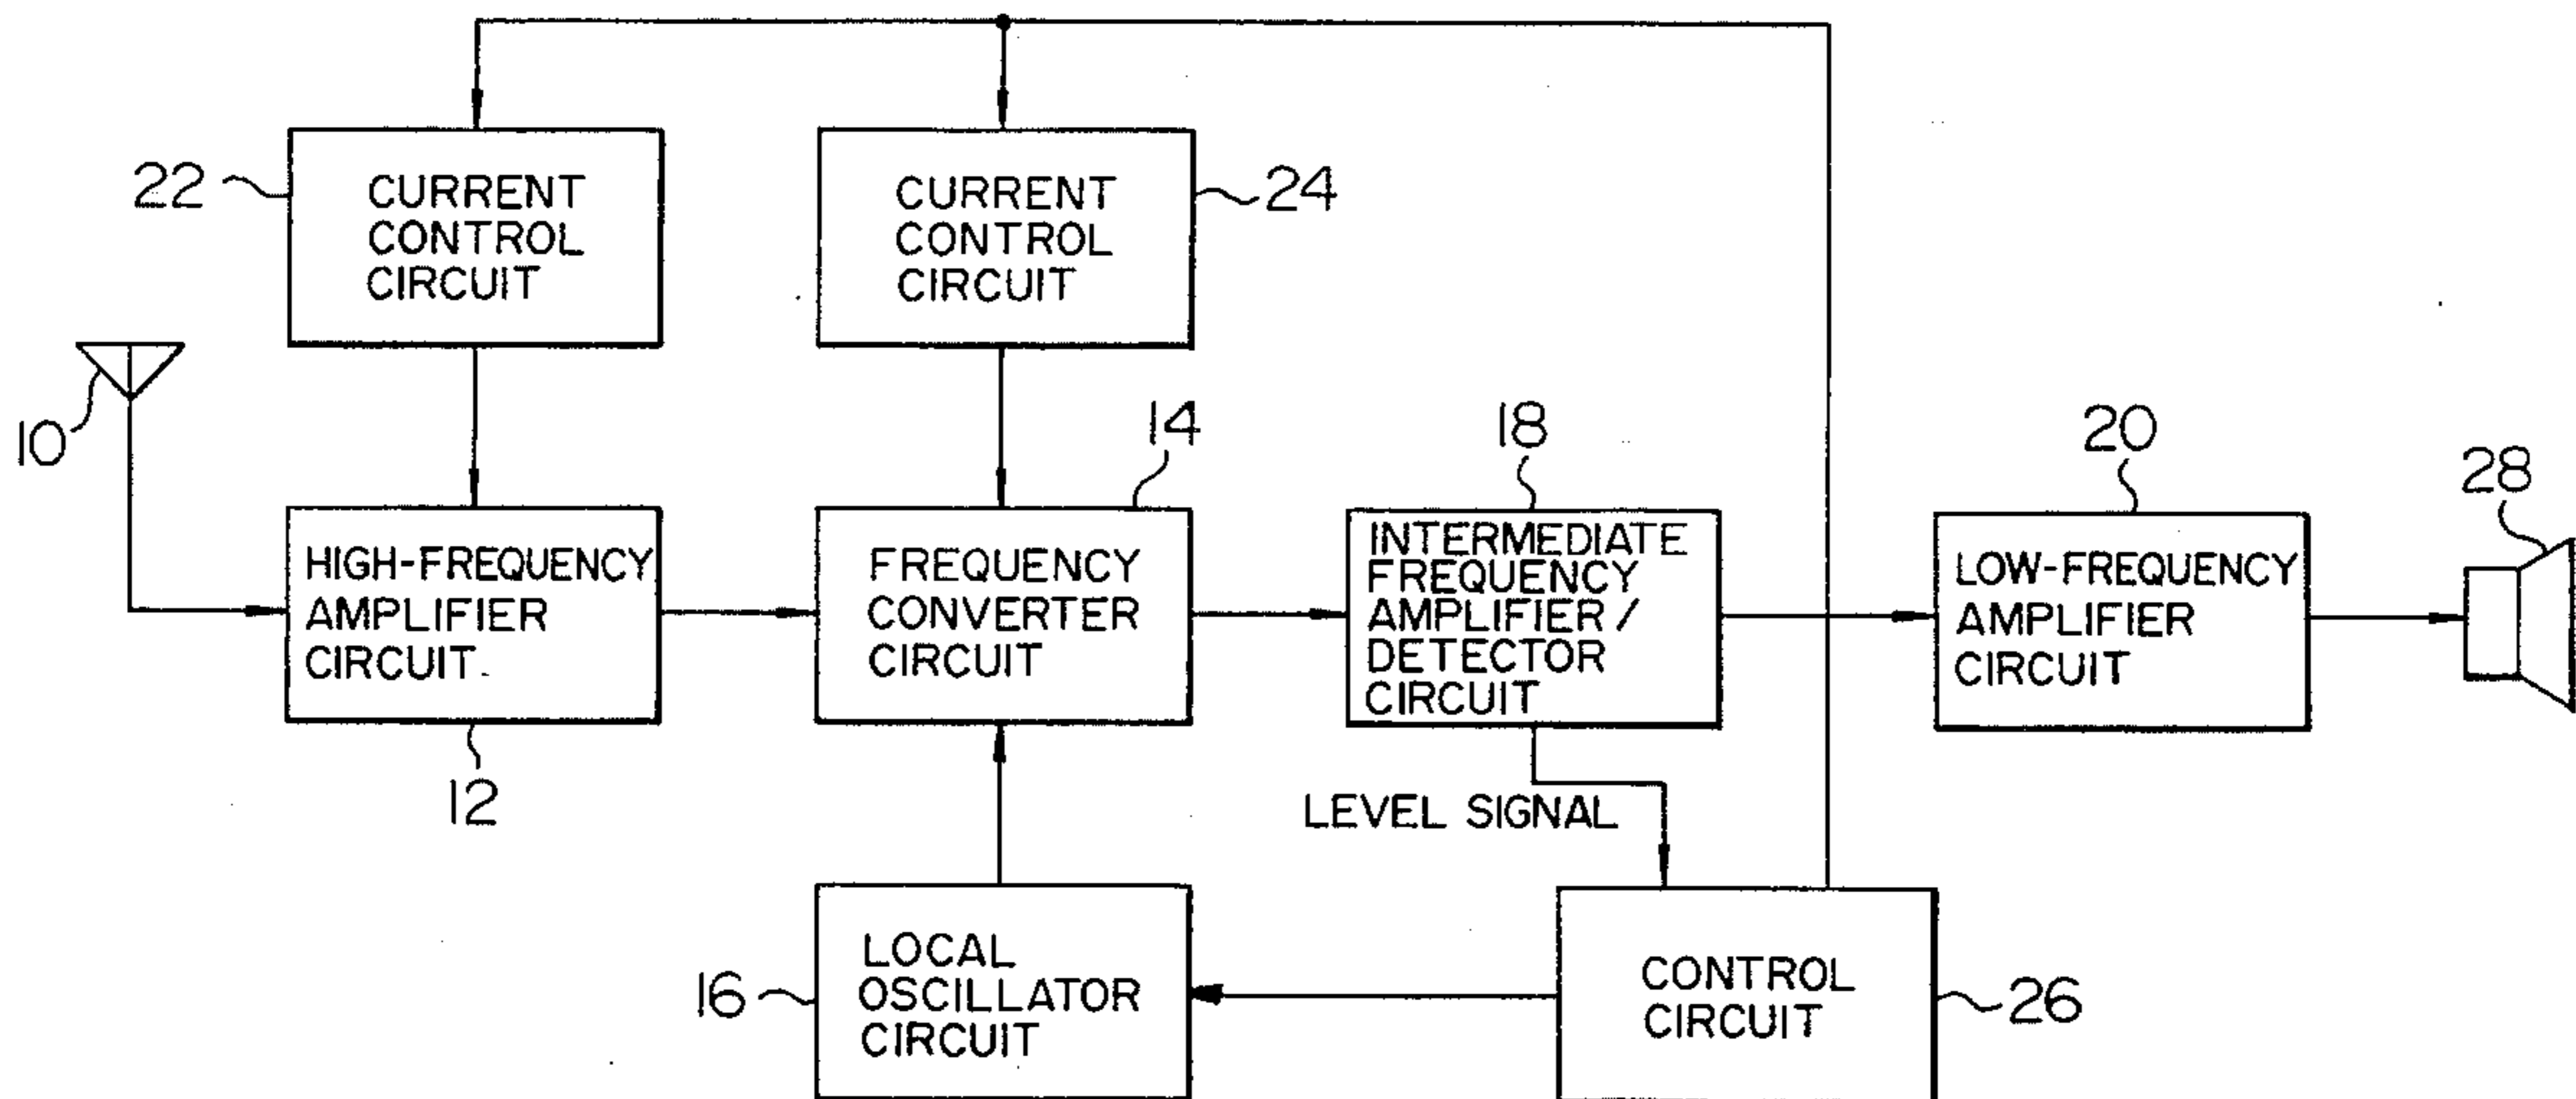 22
CURRENT
CONTROL
CIRCUIT
CURRENT
CONTROL
CIRCUIT
24
10
HIGH-FREQUENCY
AMPLIFIER
CIRCUIT
12
14
FREQUENCY
CONVERTER
CIRCUIT
18
INTERMEDIATE
FREQUENCY
AMPLIFIER/
DETECTOR
CIRCUIT
20
LOW-FREQUENCY
AMPLIFIER
CIRCUIT
28
LEVEL SIGNAL
16
LOCAL
OSCILLATOR
CIRCUIT
CONTROL
CIRCUIT
26